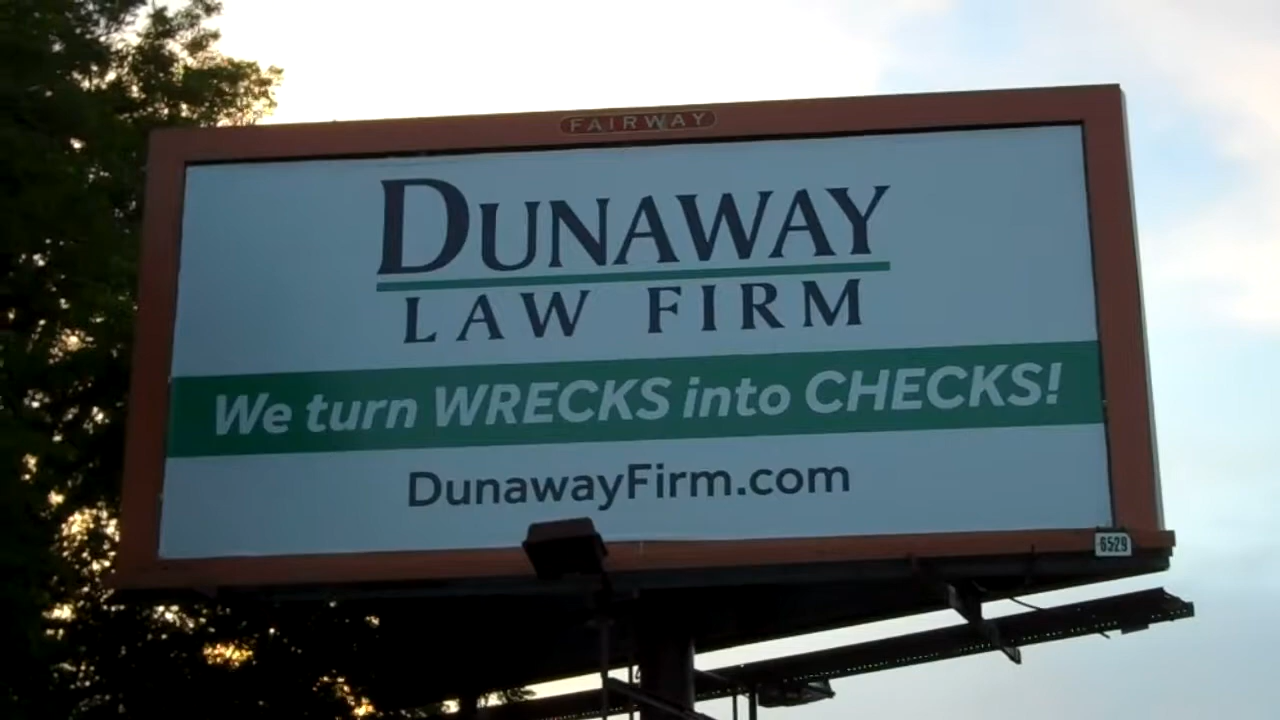 FAIRWAY
DUNAWAY
LAW FIRM
We turn WRECKS into CHECKS!
DunawayFirm.com
6529